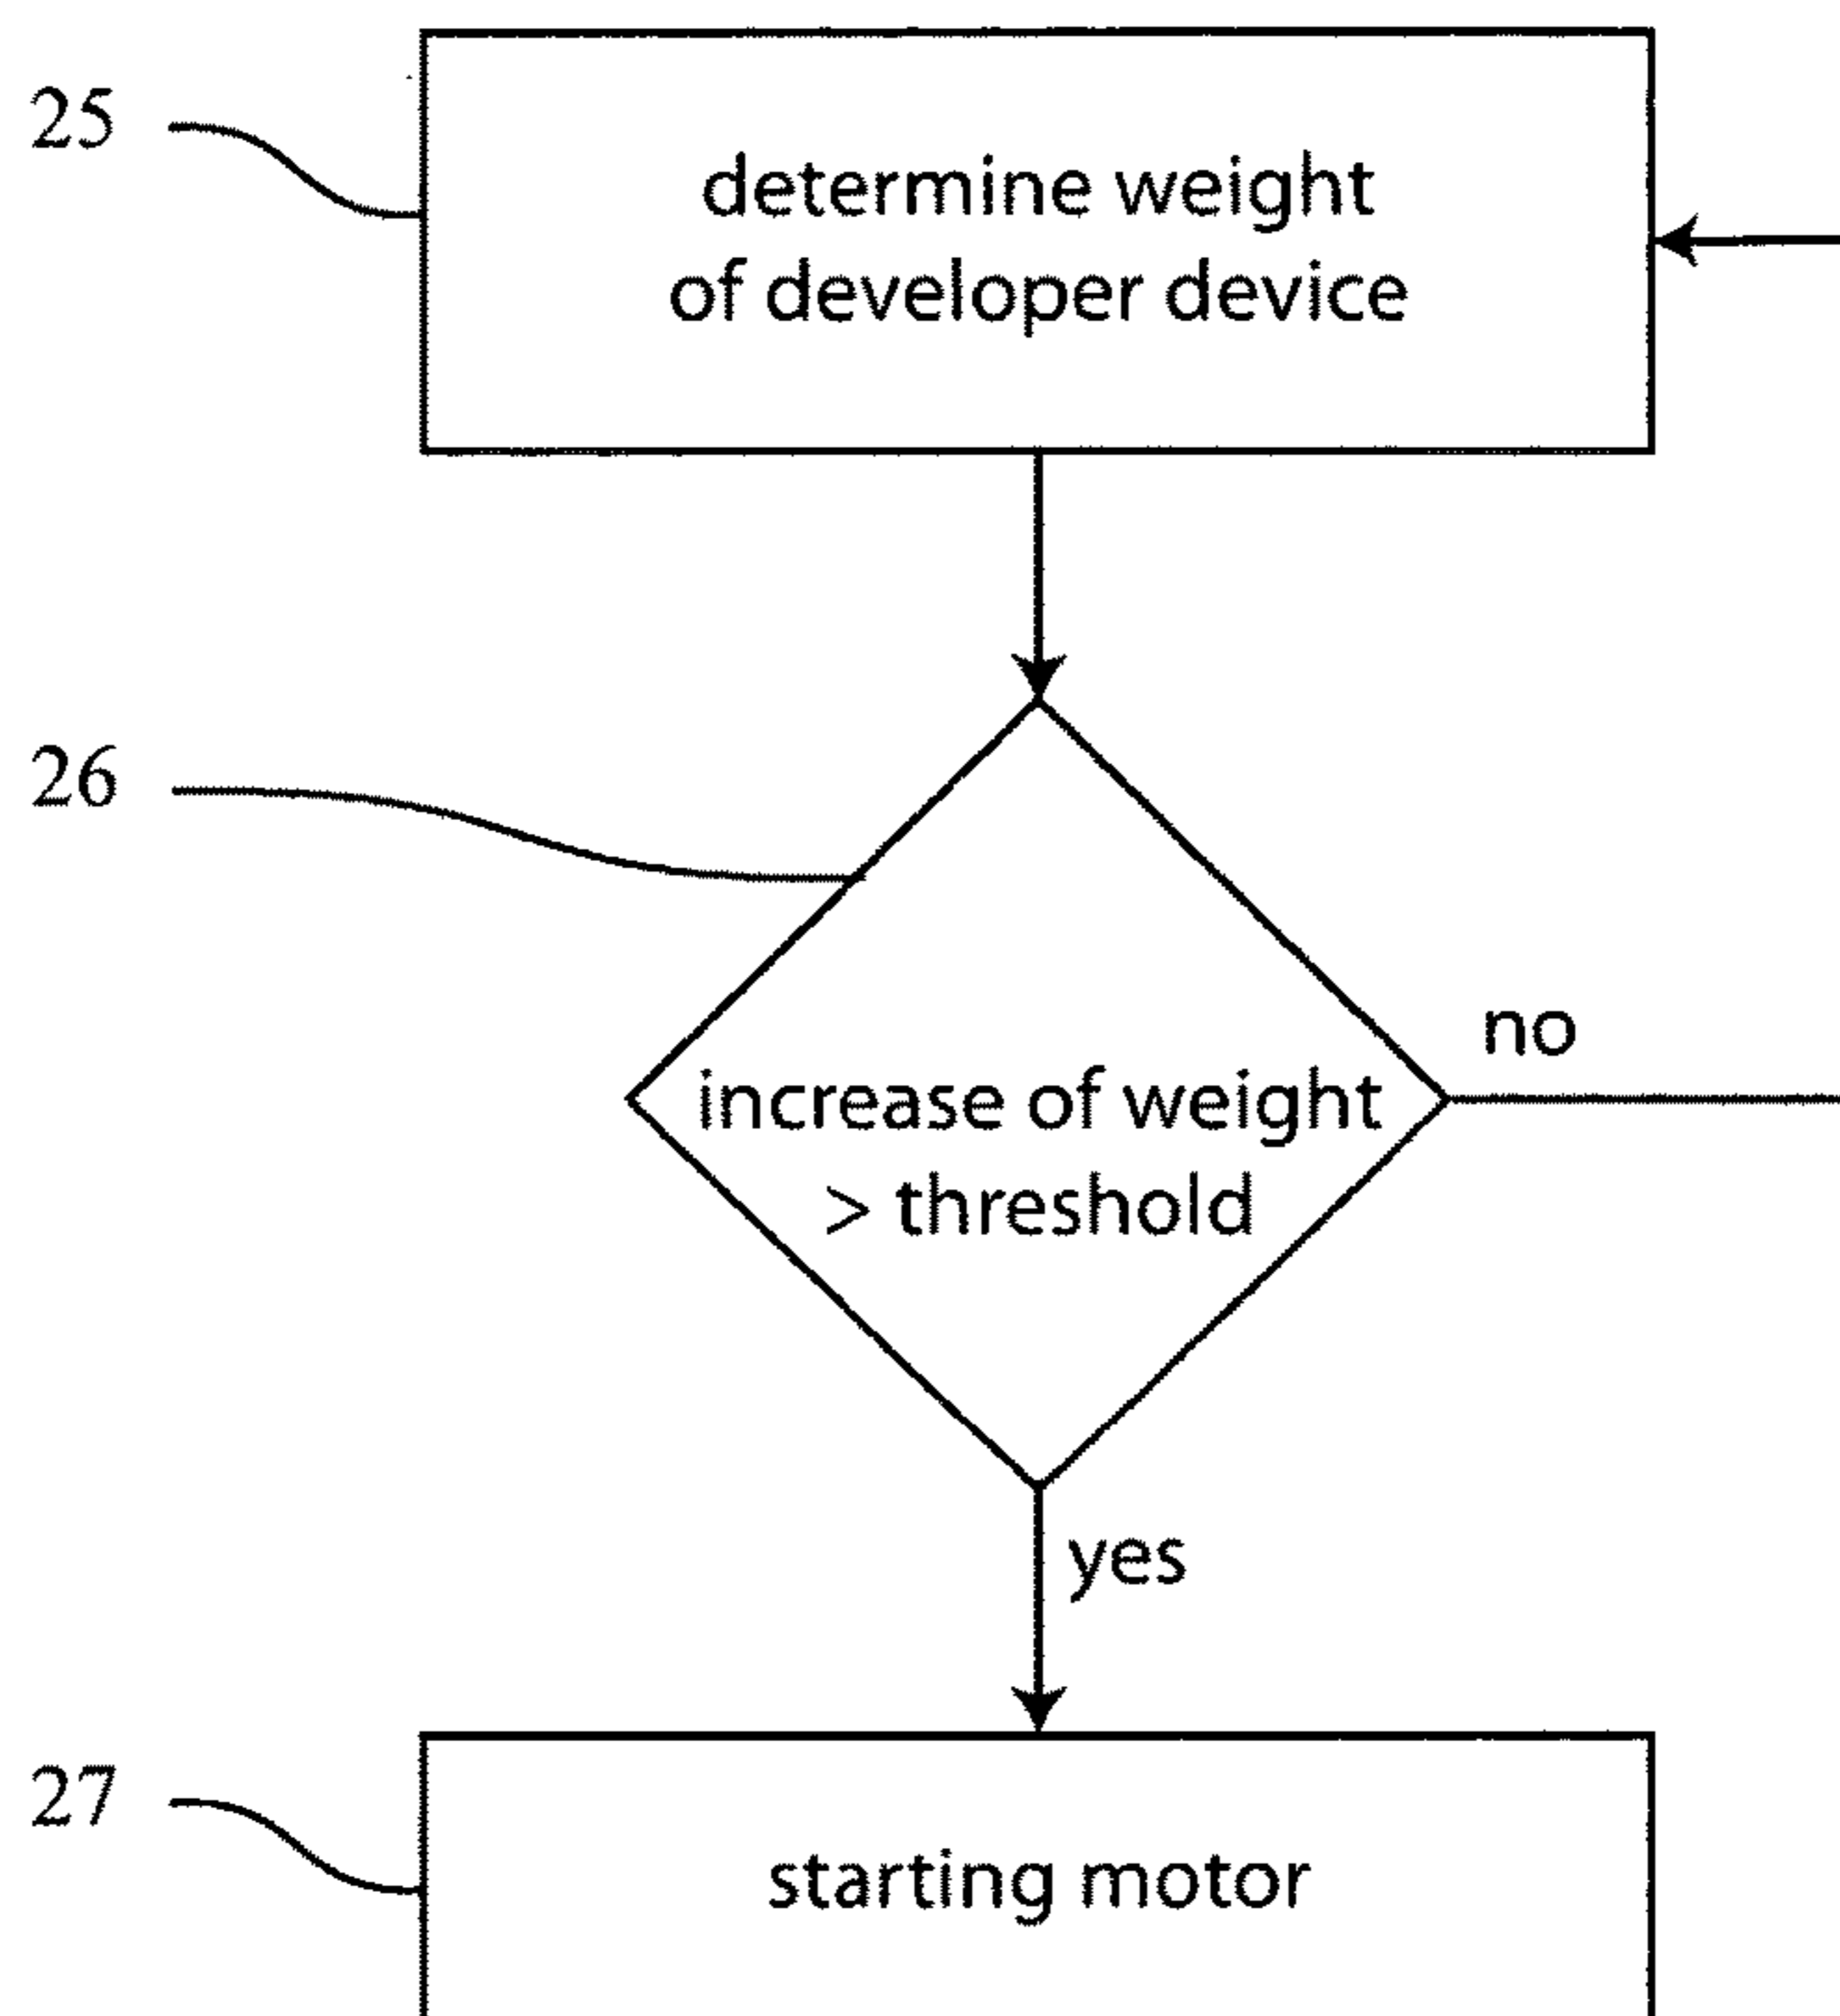 25
determine weight
of developer device
26
no
increase of weight
> threshold
yes
27
starting motor